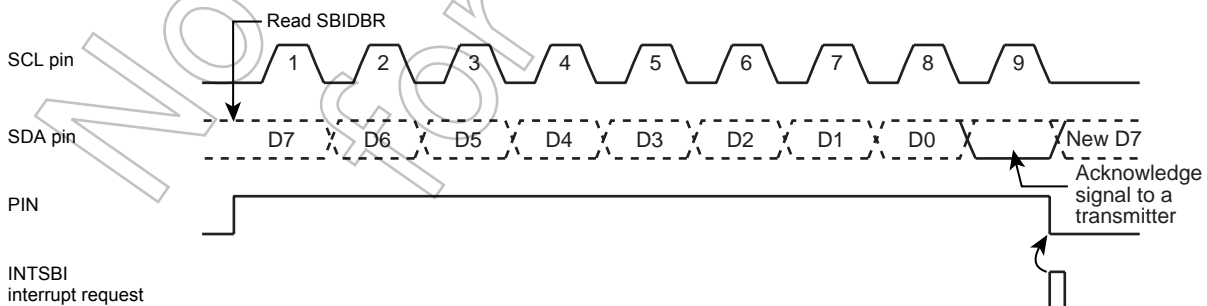 Read SBIDBR
SCL pin
1 2 3 4 5 6 7 8 9
SDA pin
D7 D6 D5 D4 D3 D2 D1 D0 New D7
Acknowledge
signal to a
transmitter
PIN
INTSBI
interrupt request